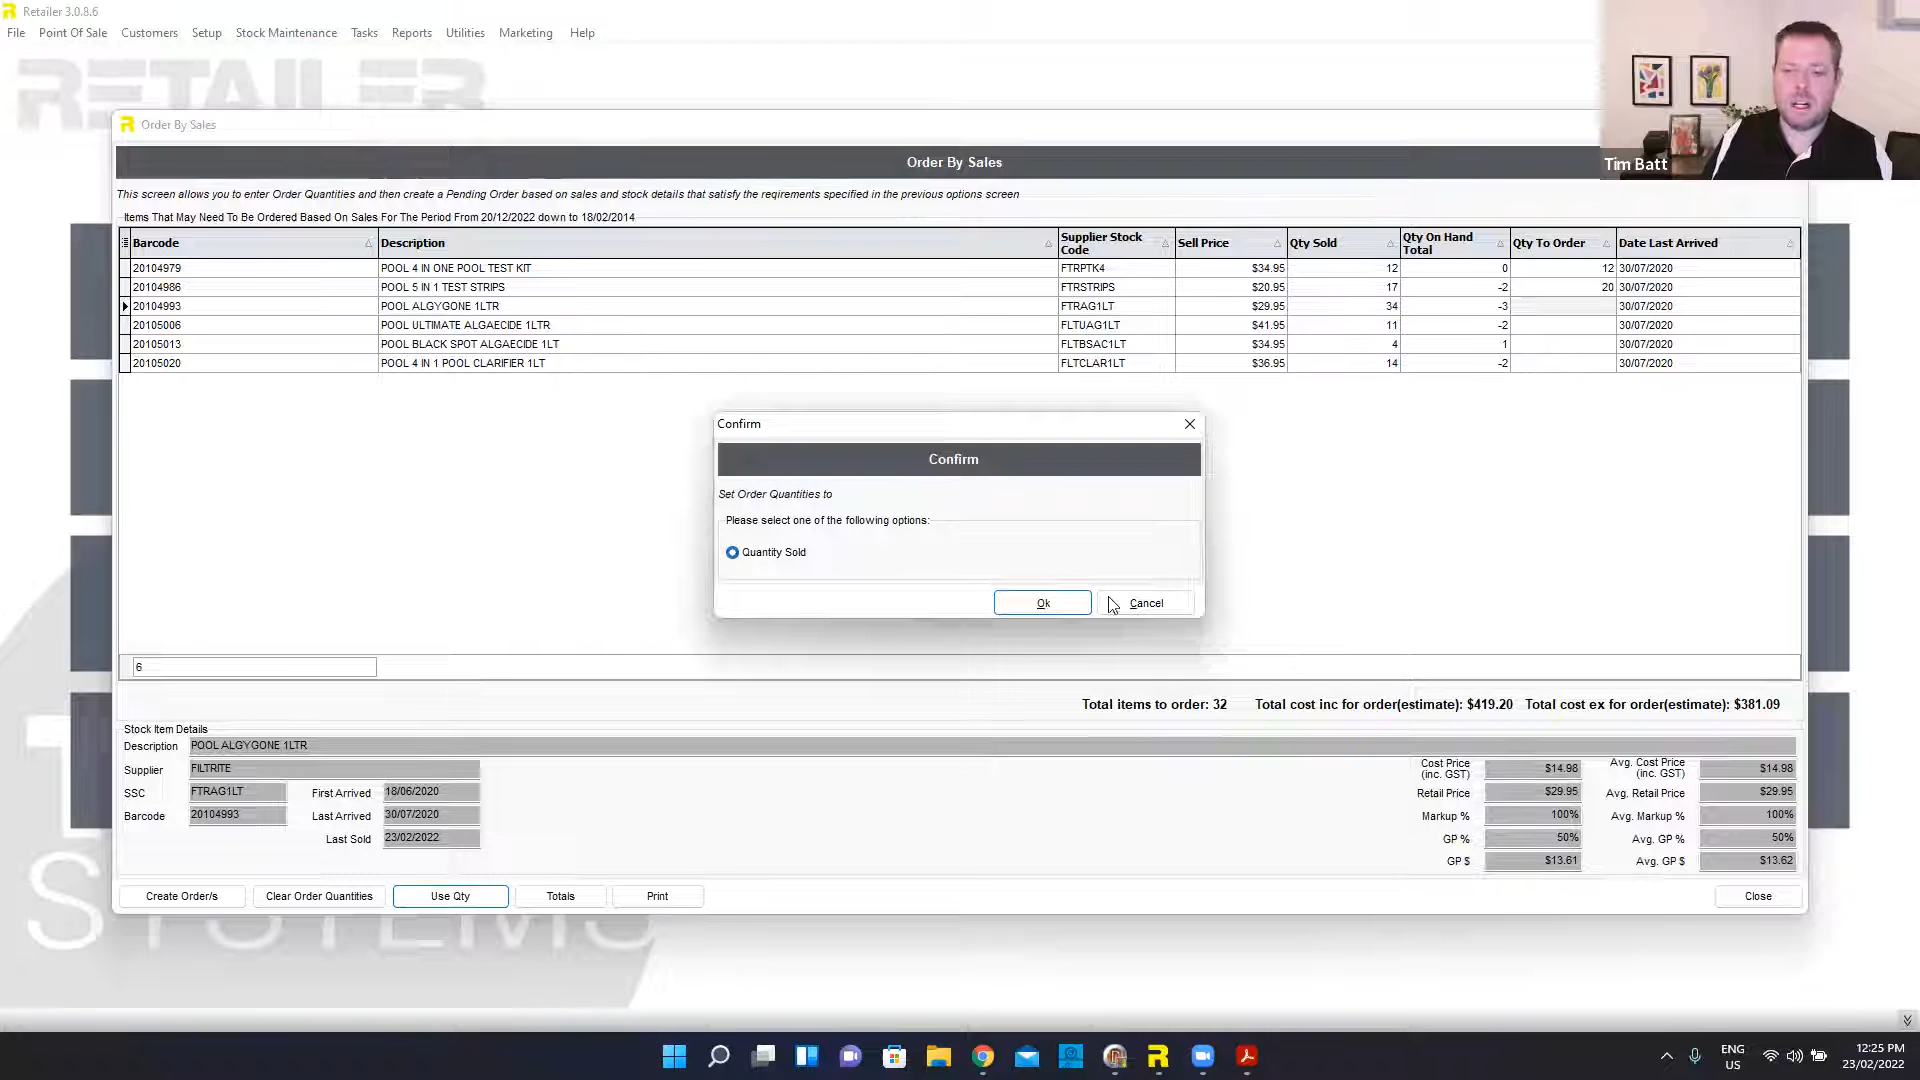 Retailer 3.0.8.6
File Point Of Sale Customers Setup Stock Maintenance Tasks Reports Utilities Marketing Help
RETAILER
Order By Sales
Order By Sales
Tim Batt
This screen allows you to enter Order Quantities and then create a Pending Order based on sales and stock details that satisfy the reqirements specified in the previous options screen
Items That May Need To Be Ordered Based On Sales For The Period From 20/12/2022 down to 18/02/2014
Barcode Description Supplier Stock Code Sell Price Qty Sold Qty On Hand Total Qty To Order Date Last Arrived
20104979 POOL 4 IN ONE POOL TEST KIT FTRPTK4 $34.95 12 0 12 30/07/2020
20104986 POOL 5 IN 1 TEST STRIPS FTRSTRIPS $20.95 17 -2 20 30/07/2020
20104993 POOL ALGYGONE 1LTR FTRAG1LT $29.95 34 -3 30/07/2020
20105006 POOL ULTIMATE ALGAECIDE 1LTR FLTUAG1LT $41.95 11 -2 30/07/2020
20105013 POOL BLACK SPOT ALGAECIDE 1LT FLTBSAC1LT $34.95 4 1 30/07/2020
20105020 POOL 4 IN 1 POOL CLARIFIER 1LT FLTCLAR1LT $36.95 14 -2 30/07/2020
Confirm
Confirm
Set Order Quantities to
Please select one of the following options:
Quantity Sold
Ok Cancel
6
Total items to order: 32 Total cost inc for order(estimate): $419.20 Total cost ex for order(estimate): $381.09
Stock Item Details
Description POOL ALGYGONE 1LTR
Supplier FILTRITE Cost Price (inc. GST) $14.98 Avg. Cost Price (inc. GST) $14.98
SSC FTRAG1LT First Arrived 18/06/2020 Retail Price $29.95 Avg. Retail Price $29.95
Barcode 20104993 Last Arrived 30/07/2020 Markup % 100% Avg. Markup % 100%
Last Sold 23/02/2022 GP % 50% Avg. GP % 50%
GP $ $13.61 Avg. GP $ $13.62
Create Order/s Clear Order Quantities Use Qty Totals Print Close
SYSTEMS
ENG US 12:25 PM 23/02/2022